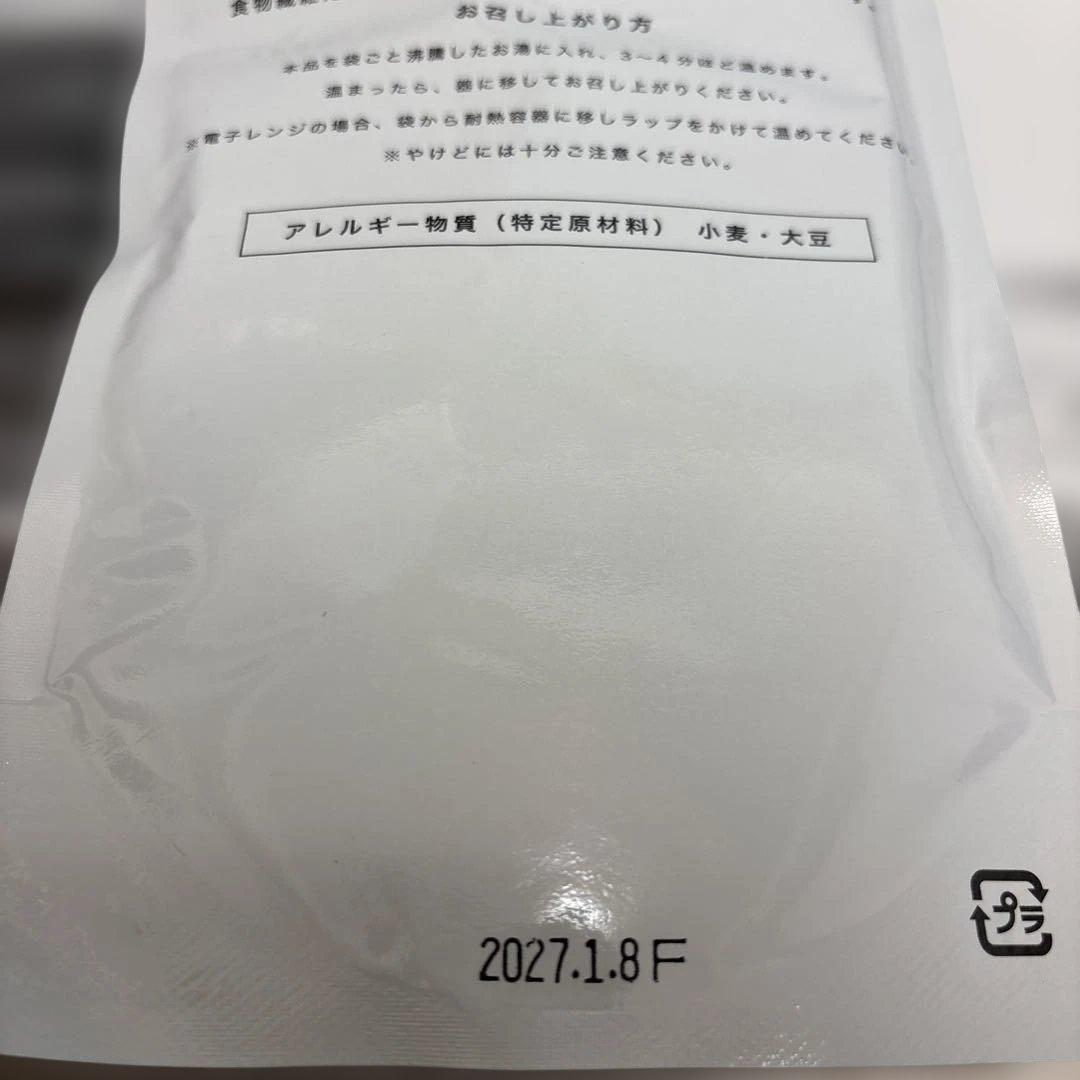 食物繊維
お召し上がり方
本品を袋ごと沸騰したお湯に入れ、3〜4分ほど温めます。
温まったら、器に移してお召し上がりください。
※電子レンジの場合、袋から耐熱容器に移しラップをかけて温めてください。
※やけどには十分ご注意ください。
アレルギー物質（特定原材料） 小麦・大豆
プラ
2027.1.8F